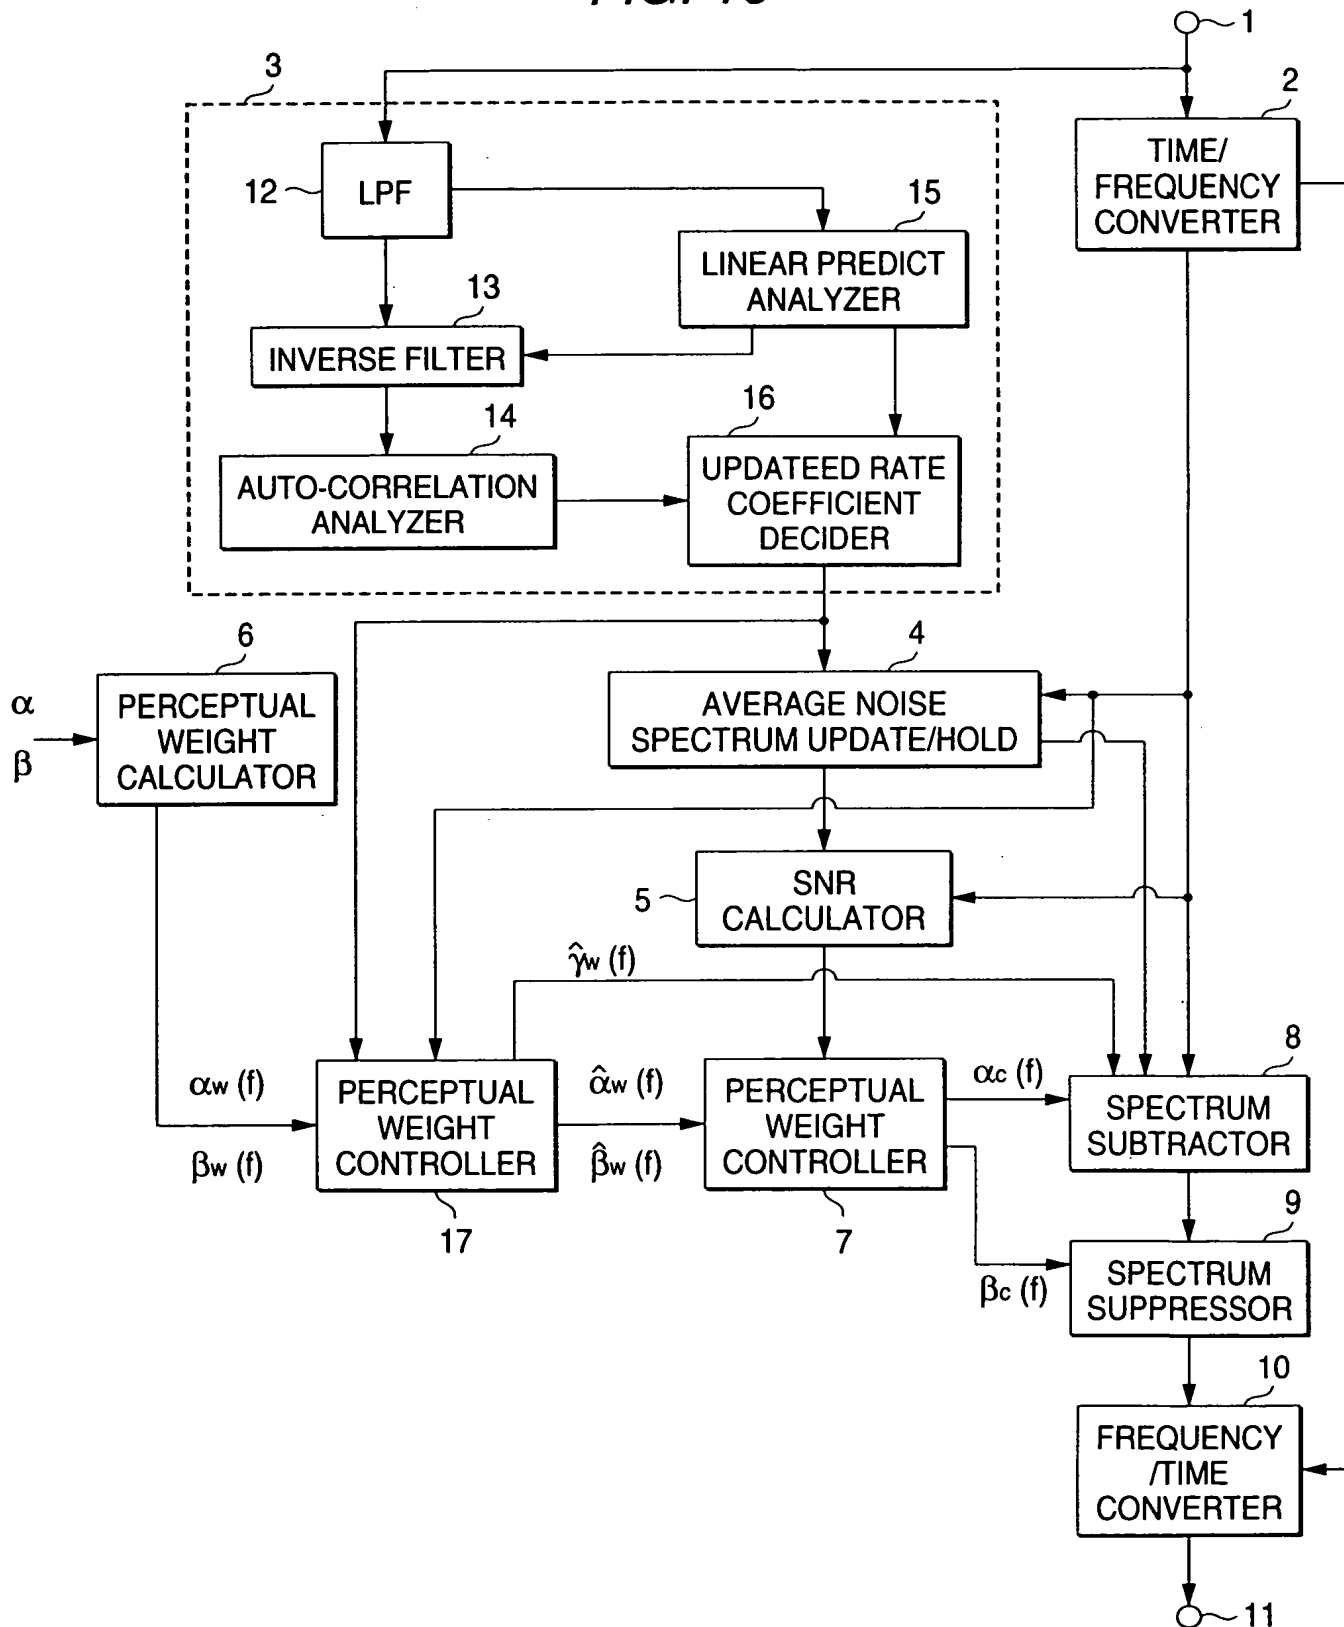 1
3
2
TIME/
FREQUENCY
CONVERTER
12
LPF
15
LINEAR PREDICT
ANALYZER
13
INVERSE FILTER
14
AUTO-CORRELATION
ANALYZER
16
UPDATEED RATE
COEFFICIENT
DECIDER
6
α
β
PERCEPTUAL
WEIGHT
CALCULATOR
4
AVERAGE NOISE
SPECTRUM UPDATE/HOLD
5
SNR
CALCULATOR
γ̂w (f)
αw (f)
βw (f)
PERCEPTUAL
WEIGHT
CONTROLLER
17
α̂w (f)
β̂w (f)
PERCEPTUAL
WEIGHT
CONTROLLER
7
αc (f)
βc (f)
8
SPECTRUM
SUBTRACTOR
9
SPECTRUM
SUPPRESSOR
10
FREQUENCY
/TIME
CONVERTER
11